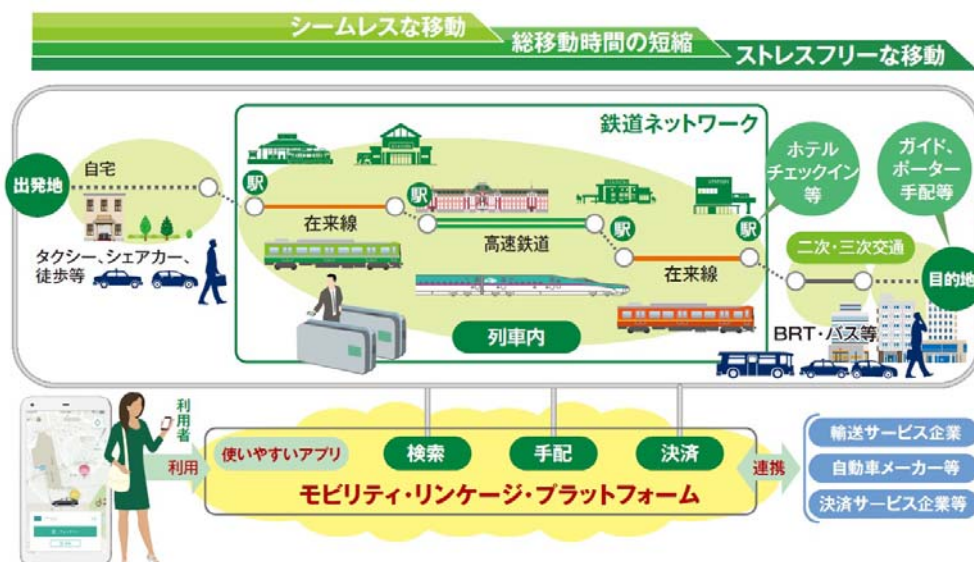 シームレスな移動
総移動時間の短縮
ストレスフリーな移動
鉄道ネットワーク
ホテル
チェックイン
等
ガイド、
ポーター
手配等
出発地
自宅
駅
駅
駅
駅
在来線
高速鉄道
在来線
二次・三次交通
目的地
タクシー、シェアカー、
徒歩等
列車内
BRT・バス等
利用者
利用
使いやすいアプリ
検索
手配
決済
モビリティ・リンケージ・プラットフォーム
連携
輸送サービス企業
自動車メーカー等
決済サービス企業等